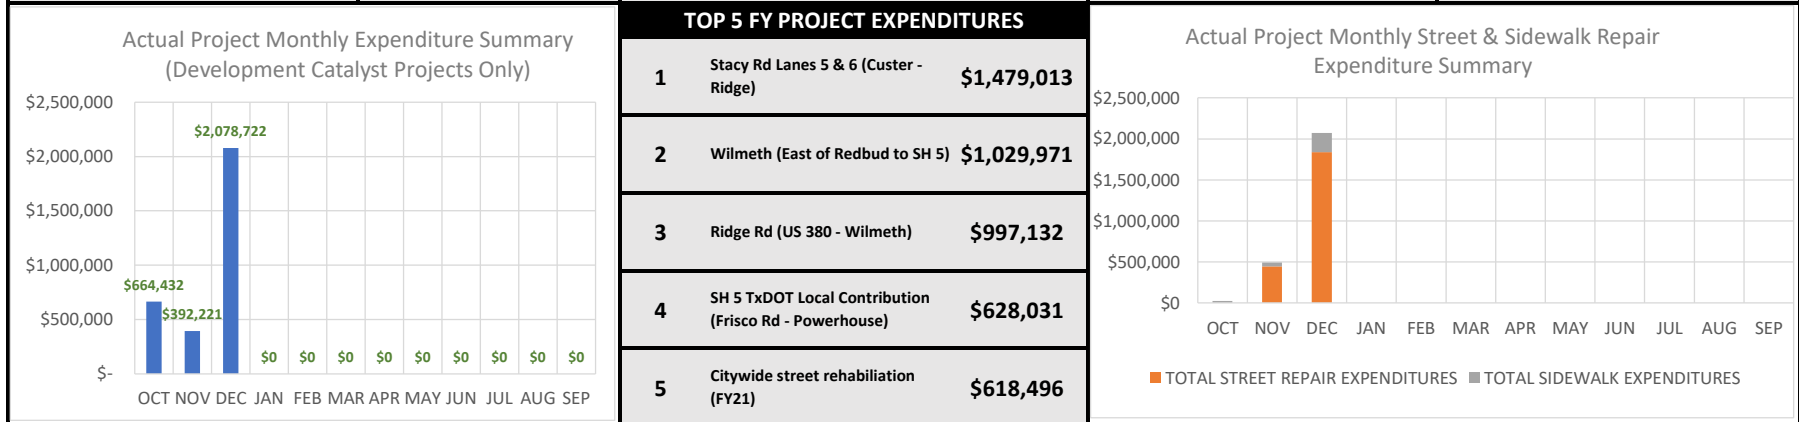 Actual Project Monthly Expenditure Summary
(Development Catalyst Projects Only)
$2,500,000
$2,000,000
$1,500,000
$1,000,000
$500,000
$-
$664,432
$392,221
$2,078,722
$0 $0 $0 $0 $0 $0 $0 $0 $0
OCT NOV DEC JAN FEB MAR APR MAY JUN JUL AUG SEP
TOP 5 FY PROJECT EXPENDITURES
1
Stacy Rd Lanes 5 & 6 (Custer -
Ridge)
$1,479,013
2
Wilmeth (East of Redbud to SH 5)
$1,029,971
3
Ridge Rd (US 380 - Wilmeth)
$997,132
4
SH 5 TxDOT Local Contribution
(Frisco Rd - Powerhouse)
$628,031
5
Citywide street rehabiliation
(FY21)
$618,496
Actual Project Monthly Street & Sidewalk Repair
Expenditure Summary
$2,500,000
$2,000,000
$1,500,000
$1,000,000
$500,000
$0
OCT NOV DEC JAN FEB MAR APR MAY JUN JUL AUG SEP
TOTAL STREET REPAIR EXPENDITURES TOTAL SIDEWALK EXPENDITURES